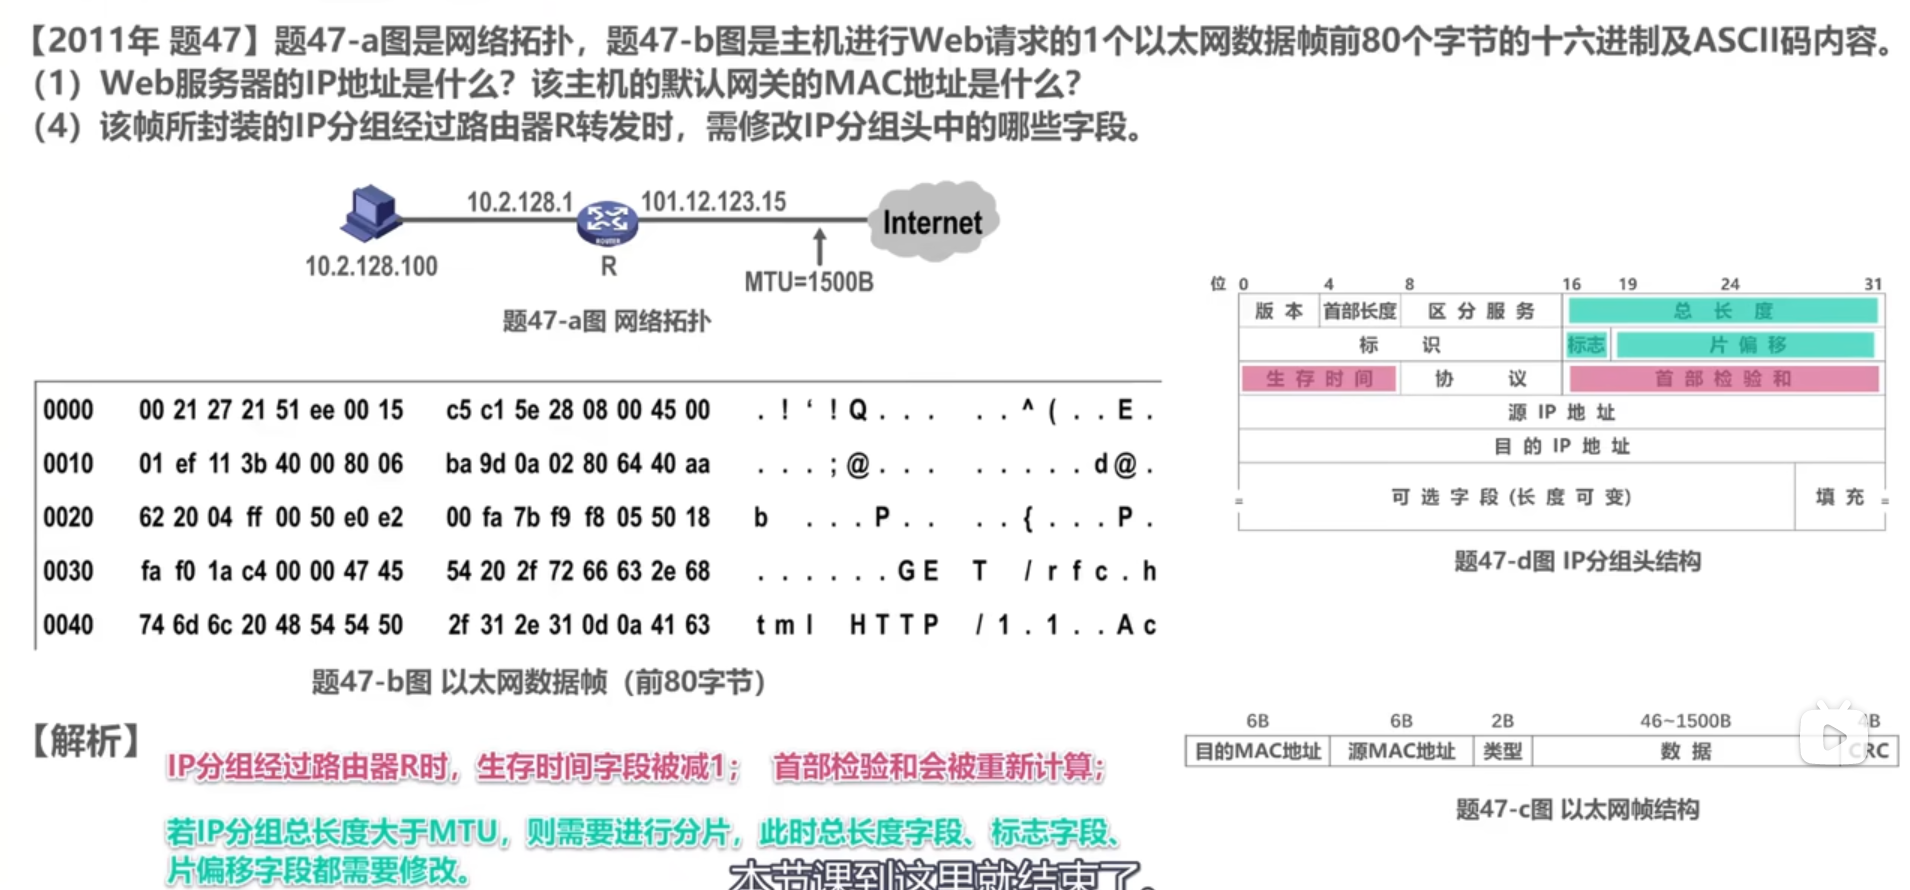 【2011年 题47】题47-a图是网络拓扑，题47-b图是主机进行Web请求的1个以太网数据帧前80个字节的十六进制及ASCII码内容。
（1）Web服务器的IP地址是什么？该主机的默认网关的MAC地址是什么？
（4）该帧所封装的IP分组经过路由器R转发时，需修改IP分组头中的哪些字段。
10.2.128.1 101.12.123.15
Internet
ROUTER
10.2.128.100 R MTU=1500B
题47-a图 网络拓扑
0000 00 21 27 21 51 ee 00 15 c5 c1 5e 28 08 00 45 00 . ! ‘ ! Q . . . . . ^ ( . . E .
0010 01 ef 11 3b 40 00 80 06 ba 9d 0a 02 80 64 40 aa . . . ; @ . . . . . . . . d @ .
0020 62 20 04 ff 00 50 e0 e2 00 fa 7b f9 f8 05 50 18 b . . . P . . . . { . . . P .
0030 fa f0 1a c4 00 00 47 45 54 20 2f 72 66 63 2e 68 . . . . . . G E T / r f c . h
0040 74 6d 6c 20 48 54 54 50 2f 31 2e 31 0d 0a 41 63 t m l H T T P / 1 . 1 . . A c
题47-b图 以太网数据帧（前80字节）
位 0 4 8 16 19 24 31
版 本 首部长度 区 分 服 务 总 长 度
标 识 标志 片 偏 移
生 存 时 间 协 议 首 部 检 验 和
源 IP 地 址
目 的 IP 地 址
可 选 字 段 (长 度 可 变) 填 充
题47-d图 IP分组头结构
6B 6B 2B 46~1500B 4B
目的MAC地址 源MAC地址 类型 数 据 CRC
题47-c图 以太网帧结构
【解析】
IP分组经过路由器R时，生存时间字段被减1； 首部检验和会被重新计算；
若IP分组总长度大于MTU，则需要进行分片，此时总长度字段、标志字段、
片偏移字段都需要修改。
本节课到这里就结束了。